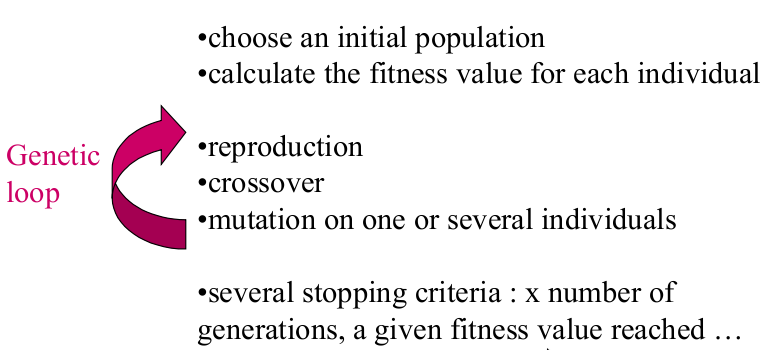 •choose an initial population
•calculate the fitness value for each individual
Genetic
loop
•reproduction
•crossover
•mutation on one or several individuals
•several stopping criteria : x number of
generations, a given fitness value reached …